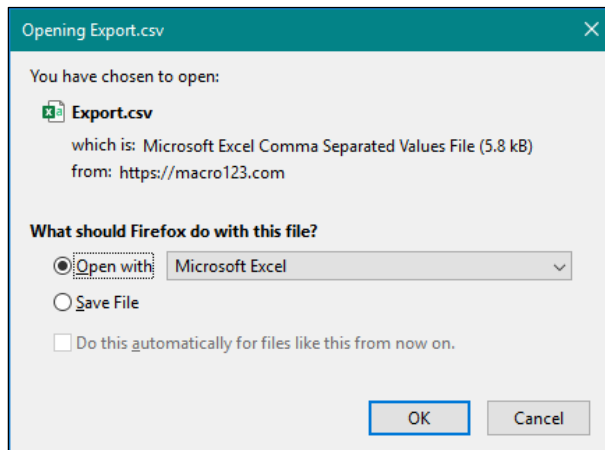 Opening Export.csv
You have chosen to open:
Export.csv
which is: Microsoft Excel Comma Separated Values File (5.8 kB)
from: https://macro123.com
What should Firefox do with this file?
Open with Microsoft Excel
Save File
Do this automatically for files like this from now on.
OK Cancel